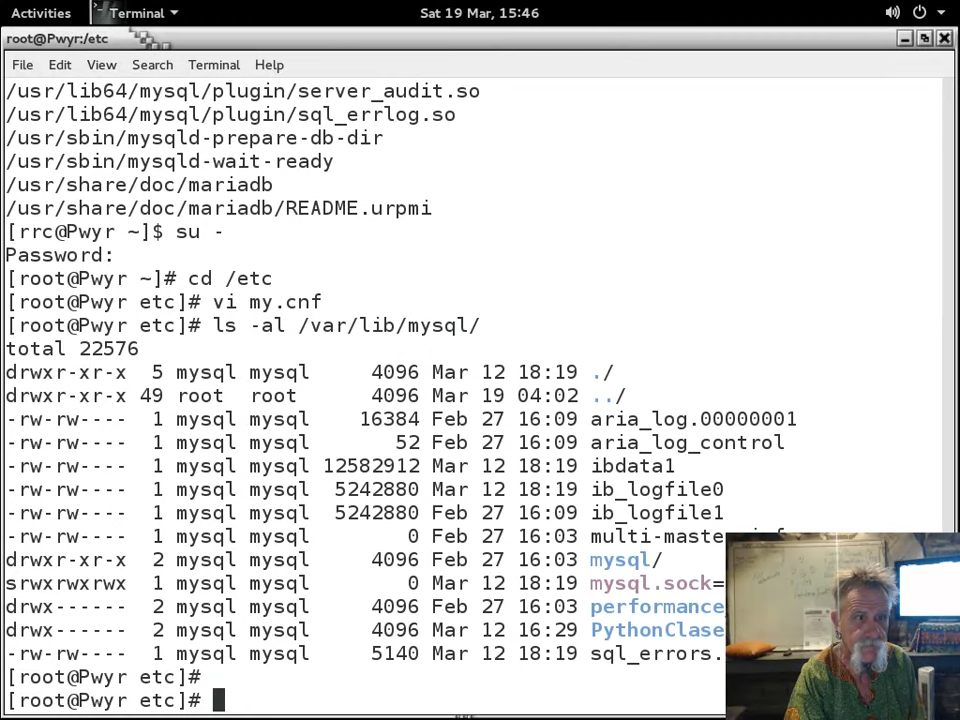 Activities Terminal Sat 19 Mar, 15:46
root@Pwyr:/etc
File Edit View Search Terminal Help
/usr/lib64/mysql/plugin/server_audit.so
/usr/lib64/mysql/plugin/sql_errlog.so
/usr/sbin/mysqld-prepare-db-dir
/usr/sbin/mysqld-wait-ready
/usr/share/doc/mariadb
/usr/share/doc/mariadb/README.urpmi
[rrc@Pwyr ~]$ su -
Password:
[root@Pwyr ~]# cd /etc
[root@Pwyr etc]# vi my.cnf
[root@Pwyr etc]# ls -al /var/lib/mysql/
total 22576
drwxr-xr-x 5 mysql mysql 4096 Mar 12 18:19 ./
drwxr-xr-x 49 root root 4096 Mar 19 04:02 ../
-rw-rw---- 1 mysql mysql 16384 Feb 27 16:09 aria_log.00000001
-rw-rw---- 1 mysql mysql 52 Feb 27 16:09 aria_log_control
-rw-rw---- 1 mysql mysql 12582912 Mar 12 18:19 ibdata1
-rw-rw---- 1 mysql mysql 5242880 Mar 12 18:19 ib_logfile0
-rw-rw---- 1 mysql mysql 5242880 Feb 27 16:09 ib_logfile1
-rw-rw---- 1 mysql mysql 0 Feb 27 16:03 multi-master
drwxr-xr-x 2 mysql mysql 4096 Feb 27 16:03 mysql/
srwxrwxrwx 1 mysql mysql 0 Mar 12 18:19 mysql.sock=
drwx------ 2 mysql mysql 4096 Feb 27 16:03 performance
drwx------ 2 mysql mysql 4096 Mar 12 16:29 PythonClase
-rw-rw---- 1 mysql mysql 5140 Mar 12 18:19 sql_errors.
[root@Pwyr etc]#
[root@Pwyr etc]#